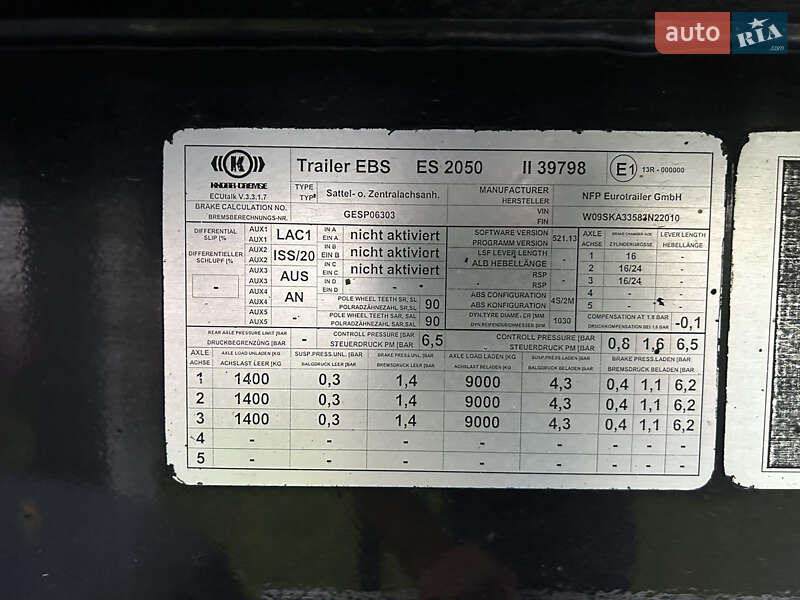 auto RIA.com
KNORR-BREMSE
ECUtalk V.3.3.1.7
Trailer EBS ES 2050 II 39798 E1 13R - 000000
TYPE
TYP
Sattel- o. Zentralachsanh.
MANUFACTURER
HERSTELLER
NFP Eurotrailer GmbH
BRAKE CALCULATION NO.
BREMSBERECHNUNGS-NR.
GESP06303
VIN
FIN
W09SKA33583N22010
DIFFERENTIAL
SLIP [%
DIFFERENTIELLER
SCHLUPF [%
-
AUX1
AUX1
LAC1
AUX2
AUX2
ISS/20
AUX3
AUX3
AUS
AUX4
AUX4
AN
AUX5
AUX5
-
IN A
EIN A
nicht aktiviert
IN B
EIN B
nicht aktiviert
IN C
EIN C
nicht aktiviert
IN D
EIN D
- -
POLE WHEEL TEETH SR, SL
POLRADZÄHNEZAHL SR,SL
90
POLE WHEEL TEETH SAR, SAL
POLRADZÄHNEZAHL SAR,SAL
90
SOFTWARE VERSION
PROGRAMM VERSION
521.13
LSF LEVER LENGTH
ALB HEBELLÄNGE
-
RSP
RSP
-
ABS CONFIGURATION
ABS KONFIGURATION
4S/2M
DYN.TYRE DIAME.- CR [MM
DYN.REIFENDURCHMESSER [MM
1030
AXLE
ACHSE
BRAKE CHAMBER SIZE
ZYLINDERGRÖSSE
LEVER LENGTH
HEBELLÄNGE
1 16 -
2 16/24 -
3 16/24 -
4 - -
5 - -
COMPENSATION AT 1.6 BAR
DRUCKKOMPENSATION BEI 1,6 BAR
-0,1
REAR AXLE PRESSURE LIMIT [BAR
DRUCKBEGRENZUNG [BAR
-
CONTROLL PRESSURE
STEUERDRUCK PM [BAR
6,5
CONTROLL PRESSURE [BAR
STEUERDRUCK PM [BAR
0,8 1,6 6,5
AXLE
ACHSE
AXLE LOAD UNLADEN [KG
ACHSLAST LEER [KG
SUSP.PRESS.UNL. [BAR
BALGDRUCK LEER [BAR
BRAKE PRESS.UNL. [BAR
BREMSDRUCK LEER [BAR
AXLE LOAD LADEN [KG
ACHSLAST BELADEN [KG
SUSP.PRESS.LADEN [BAR
BALGDRUCK BELADEN [BAR
BRAKE PRESS.LADEN [BAR
BREMSDRUCK BELADEN [BAR
1 1400 0,3 1,4 9000 4,3 0,4 1,1 6,2
2 1400 0,3 1,4 9000 4,3 0,4 1,1 6,2
3 1400 0,3 1,4 9000 4,3 0,4 1,1 6,2
4 - - - - - - - -
5 - - - - - - - -